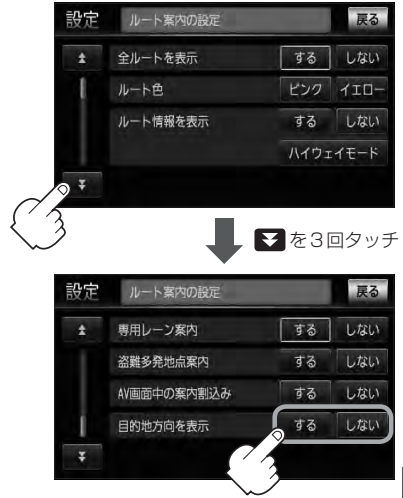 設定 ルート案内の設定 戻る
全ルートを表示 する しない
ルート色 ピンク イエロー
ルート情報を表示 する しない
ハイウェイモード
を3回タッチ
設定 ルート案内の設定 戻る
専用レーン案内 する しない
盗難多発地点案内 する しない
AV画面中の案内割込み する しない
目的地方向を表示 する しない